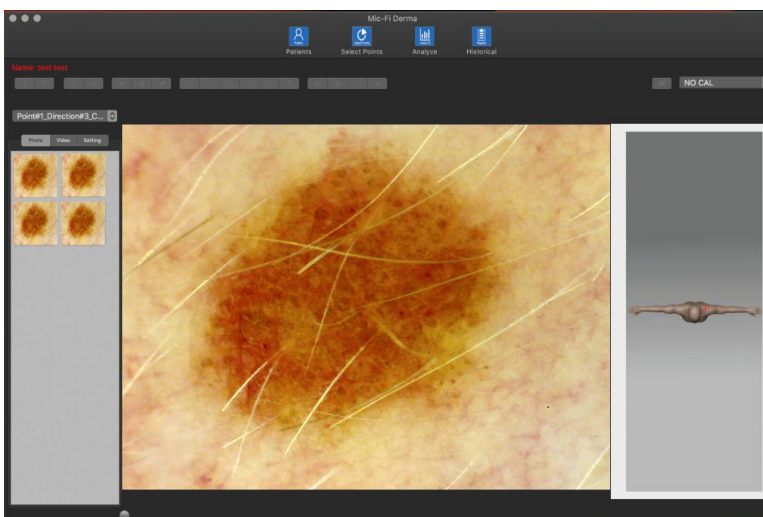 Mic-Fi Derma
Patients Select Points Analyze Historical
Name: test test
NO CAL
Point#1_Direction#3_C...
Photo Video Setting